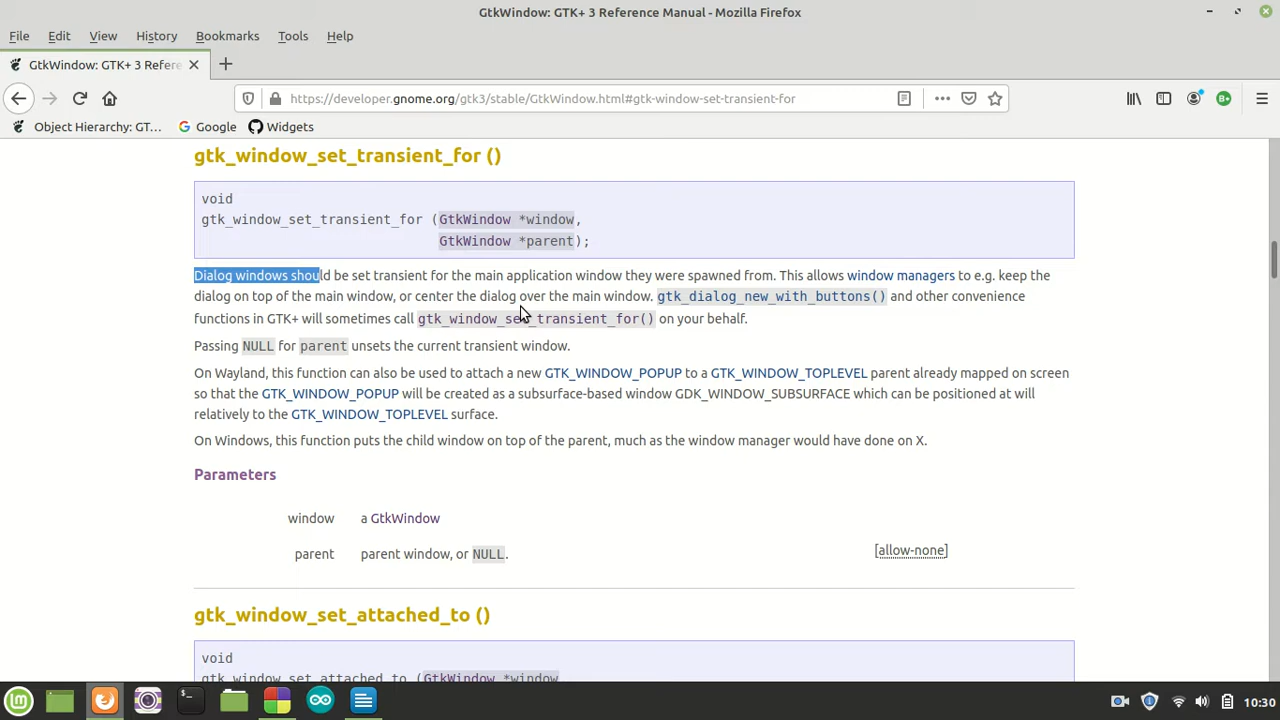 GtkWindow: GTK+ 3 Reference Manual - Mozilla Firefox
File Edit View History Bookmarks Tools Help
GtkWindow: GTK+ 3 Refere
https://developer.gnome.org/gtk3/stable/GtkWindow.html#gtk-window-set-transient-for
Object Hierarchy: GT... Google Widgets
gtk_window_set_transient_for ()
void
gtk_window_set_transient_for (GtkWindow *window,
GtkWindow *parent);
Dialog windows should be set transient for the main application window they were spawned from. This allows window managers to e.g. keep the
dialog on top of the main window, or center the dialog over the main window. gtk_dialog_new_with_buttons() and other convenience
functions in GTK+ will sometimes call gtk_window_set_transient_for() on your behalf.
Passing NULL for parent unsets the current transient window.
On Wayland, this function can also be used to attach a new GTK_WINDOW_POPUP to a GTK_WINDOW_TOPLEVEL parent already mapped on screen
so that the GTK_WINDOW_POPUP will be created as a subsurface-based window GDK_WINDOW_SUBSURFACE which can be positioned at will
relatively to the GTK_WINDOW_TOPLEVEL surface.
On Windows, this function puts the child window on top of the parent, much as the window manager would have done on X.
Parameters
window a GtkWindow
parent parent window, or NULL. [allow-none]
gtk_window_set_attached_to ()
void
gtk_window_set_attached_to (GtkWindow *window
10:30